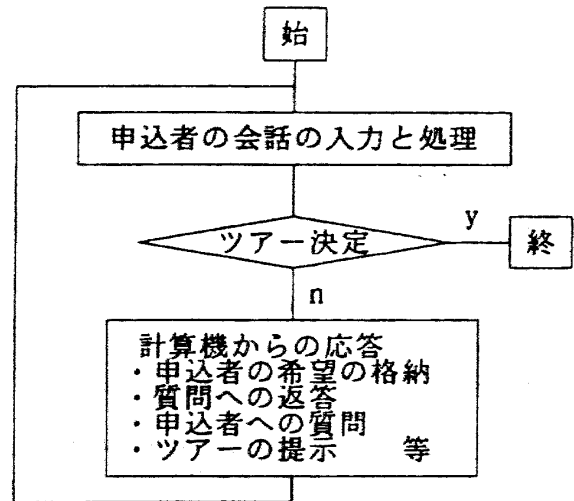 始
申込者の会話の入力と処理
ツアー決定
y
終
n
計算機からの応答
・申込者の希望の格納
・質問への返答
・申込者への質問
・ツアーの提示 等